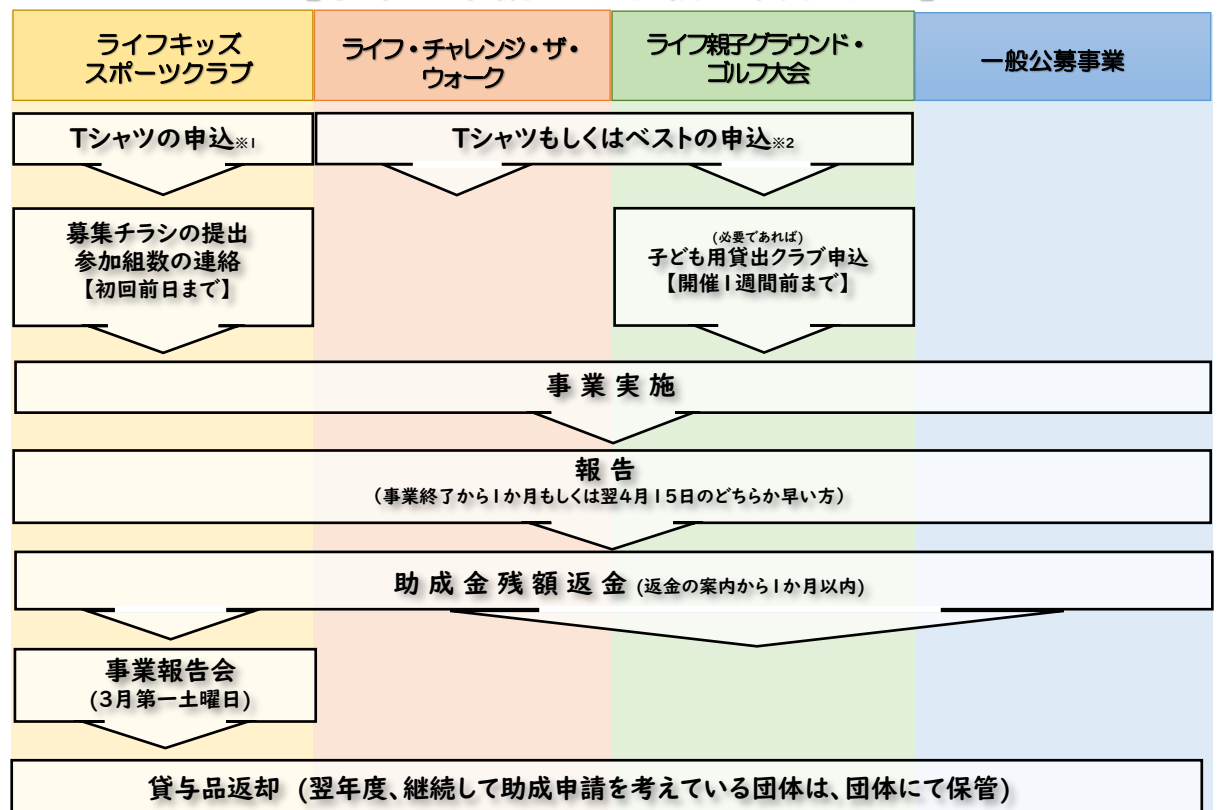 ライフキッズ
スポーツクラブ
ライフ・チャレンジ・ザ・
ウォーク
ライフ親子グラウンド・
ゴルフ大会
一般公募事業
Tシャツの申込※1
Tシャツもしくはベストの申込※2
募集チラシの提出
参加組数の連絡
【初回前日まで】
(必要であれば)
子ども用貸出クラブ申込
【開催1週間前まで】
事業実施
報告
（事業終了から1か月もしくは翌4月15日のどちらか早い方）
助成金残額返金 (返金の案内から1か月以内)
事業報告会
(3月第一土曜日)
貸与品返却 (翌年度、継続して助成申請を考えている団体は、団体にて保管)